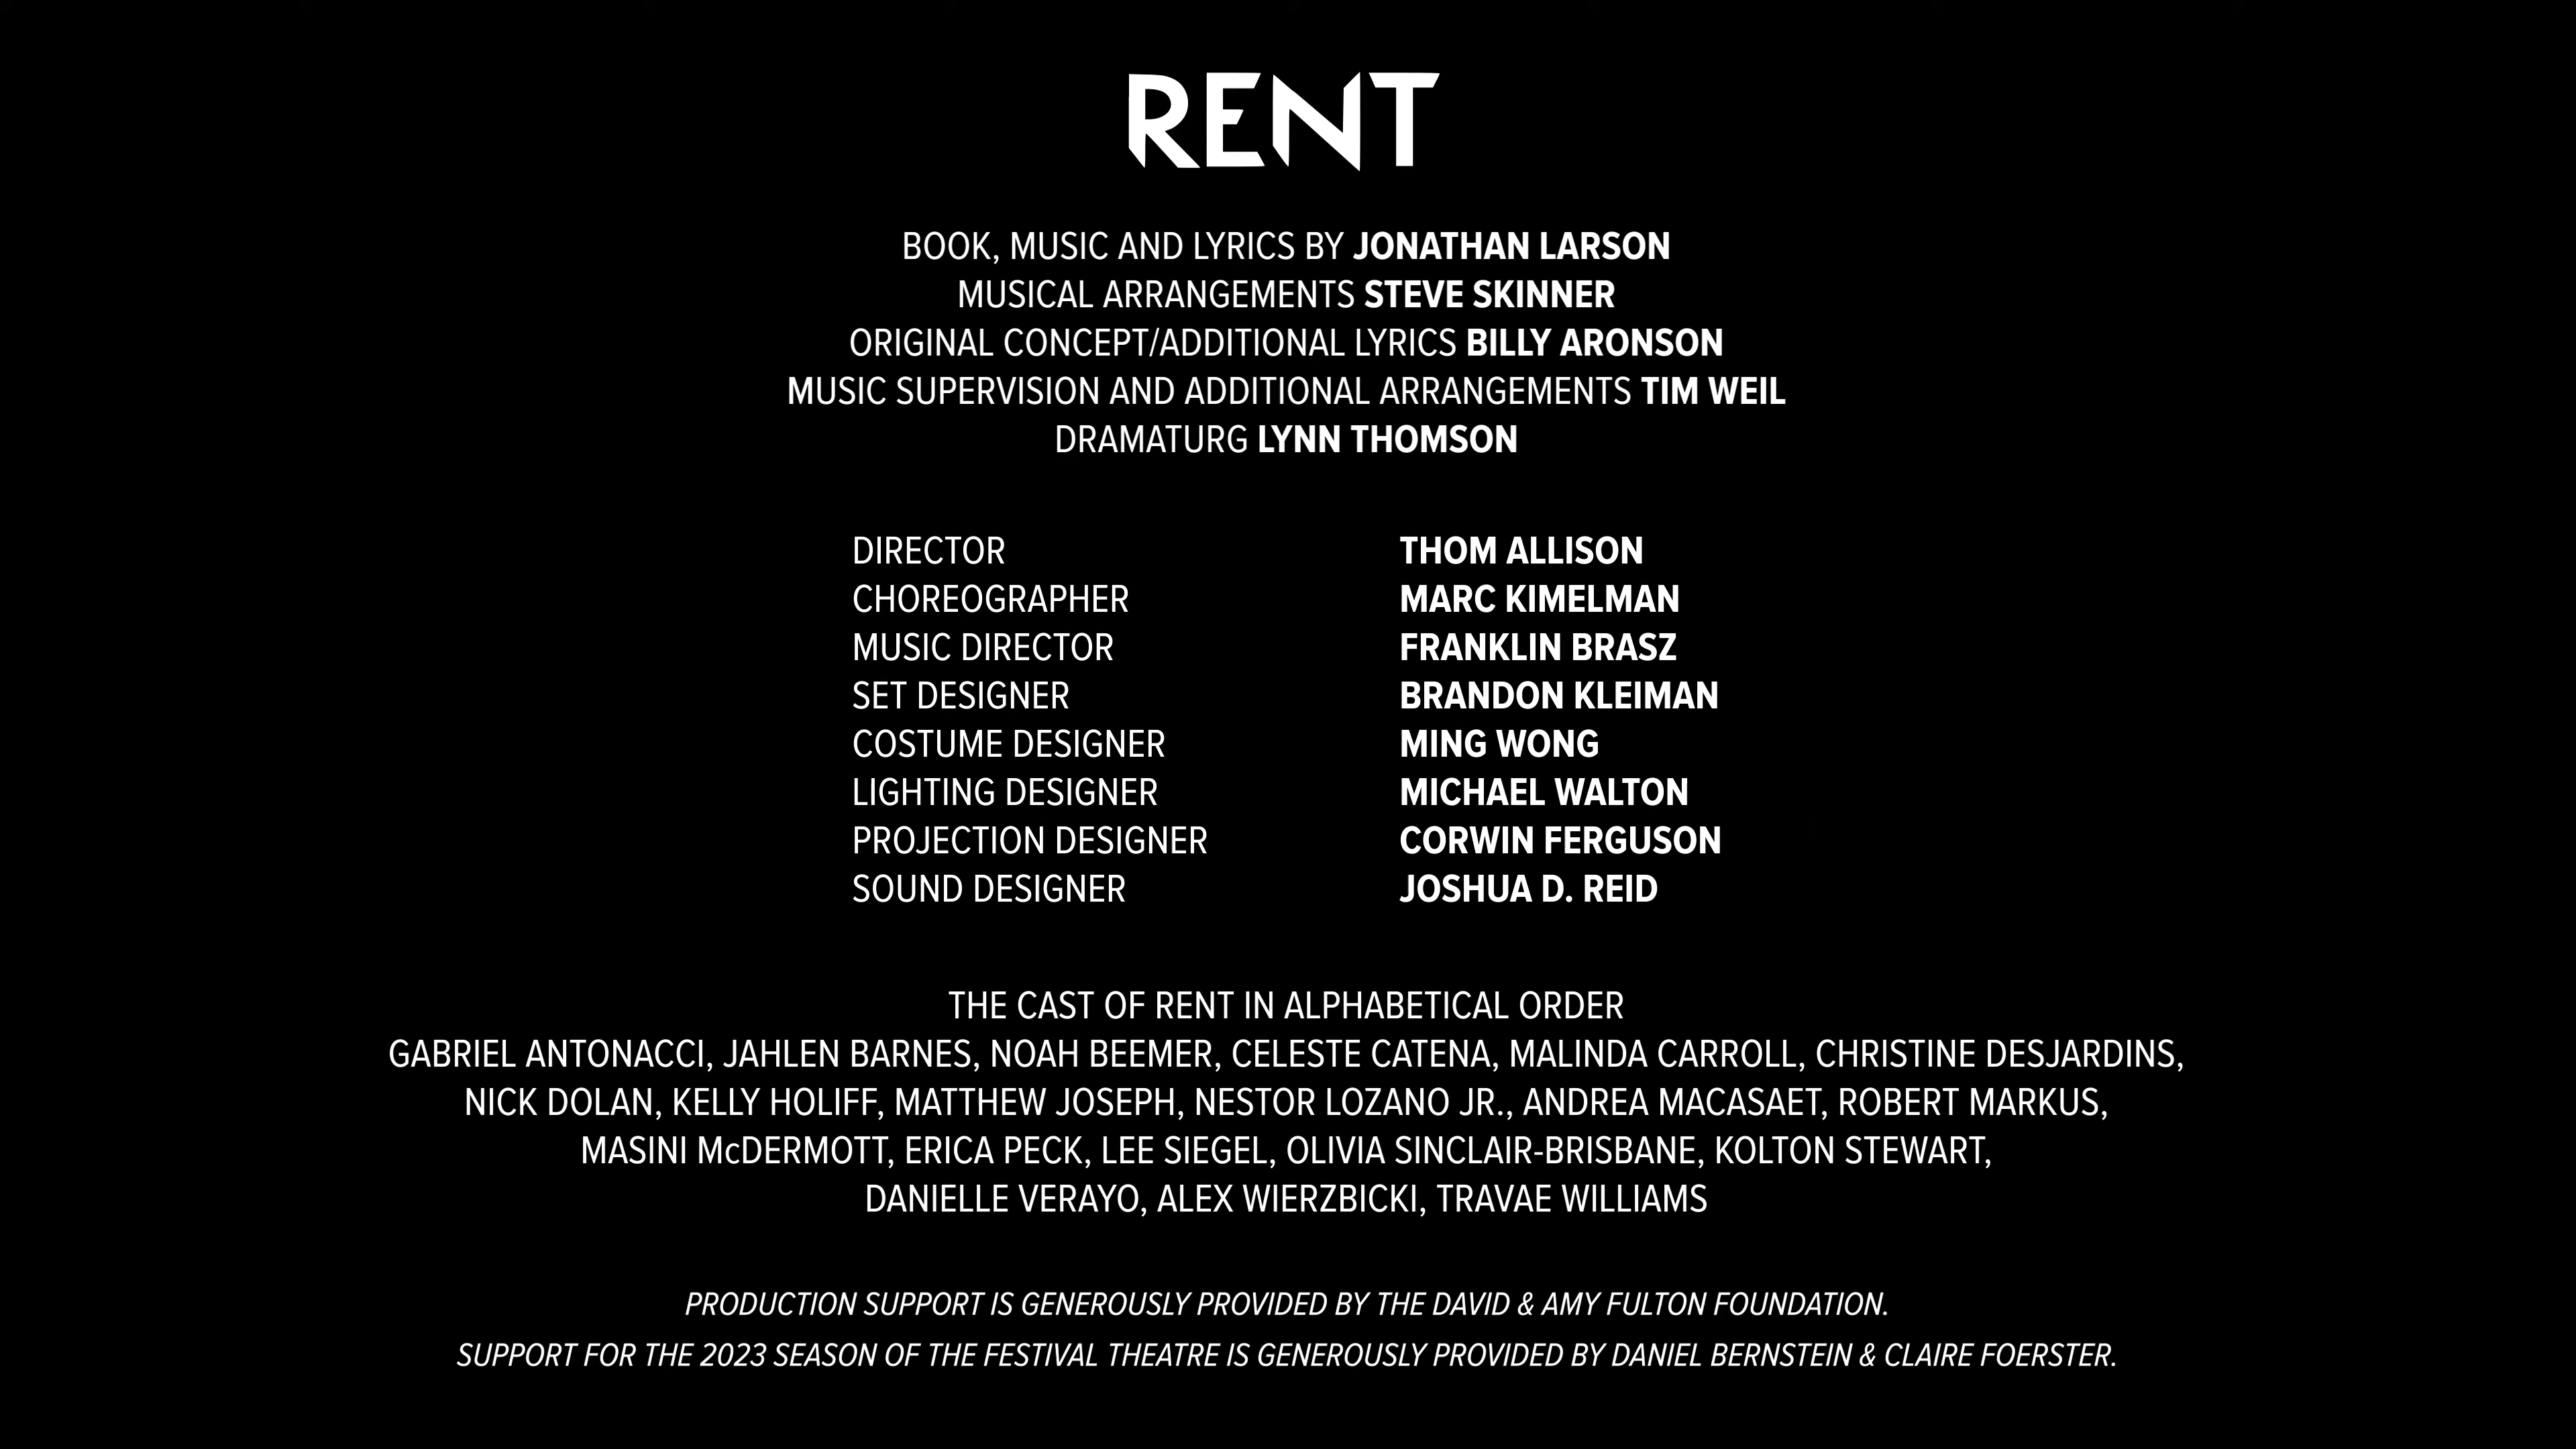 RENT
BOOK, MUSIC AND LYRICS BY JONATHAN LARSON
MUSICAL ARRANGEMENTS STEVE SKINNER
ORIGINAL CONCEPT/ADDITIONAL LYRICS BILLY ARONSON
MUSIC SUPERVISION AND ADDITIONAL ARRANGEMENTS TIM WEIL
DRAMATURG LYNN THOMSON
DIRECTOR THOM ALLISON
CHOREOGRAPHER MARC KIMELMAN
MUSIC DIRECTOR FRANKLIN BRASZ
SET DESIGNER BRANDON KLEIMAN
COSTUME DESIGNER MING WONG
LIGHTING DESIGNER MICHAEL WALTON
PROJECTION DESIGNER CORWIN FERGUSON
SOUND DESIGNER JOSHUA D. REID
THE CAST OF RENT IN ALPHABETICAL ORDER
GABRIEL ANTONACCI, JAHLEN BARNES, NOAH BEEMER, CELESTE CATENA, MALINDA CARROLL, CHRISTINE DESJARDINS,
NICK DOLAN, KELLY HOLIFF, MATTHEW JOSEPH, NESTOR LOZANO JR., ANDREA MACASAET, ROBERT MARKUS,
MASINI McDERMOTT, ERICA PECK, LEE SIEGEL, OLIVIA SINCLAIR-BRISBANE, KOLTON STEWART,
DANIELLE VERAYO, ALEX WIERZBICKI, TRAVAE WILLIAMS
PRODUCTION SUPPORT IS GENEROUSLY PROVIDED BY THE DAVID & AMY FULTON FOUNDATION.
SUPPORT FOR THE 2023 SEASON OF THE FESTIVAL THEATRE IS GENEROUSLY PROVIDED BY DANIEL BERNSTEIN & CLAIRE FOERSTER.